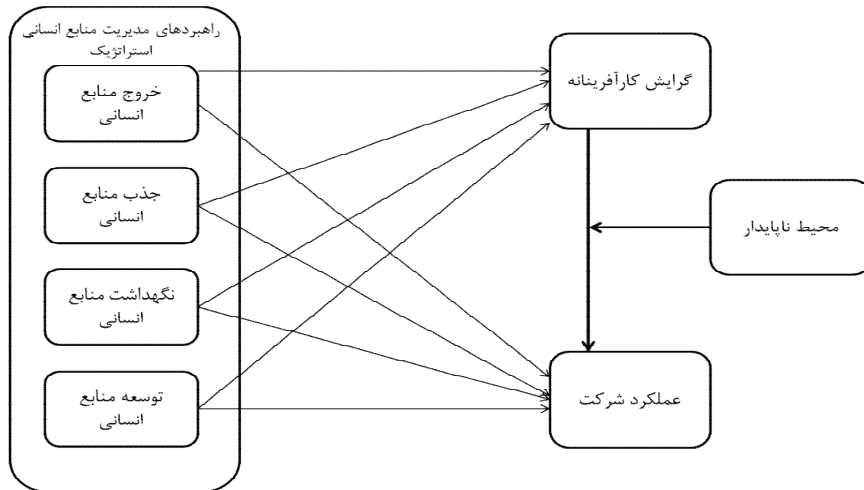 راهبردهای مدیریت منابع انسانی
استراتژیک
خروج منابع
انسانی
جذب منابع
انسانی
نگهداشت منابع
انسانی
توسعه منابع
انسانی
گرایش کارآفرینانه
محیط ناپایدار
عملکرد شرکت